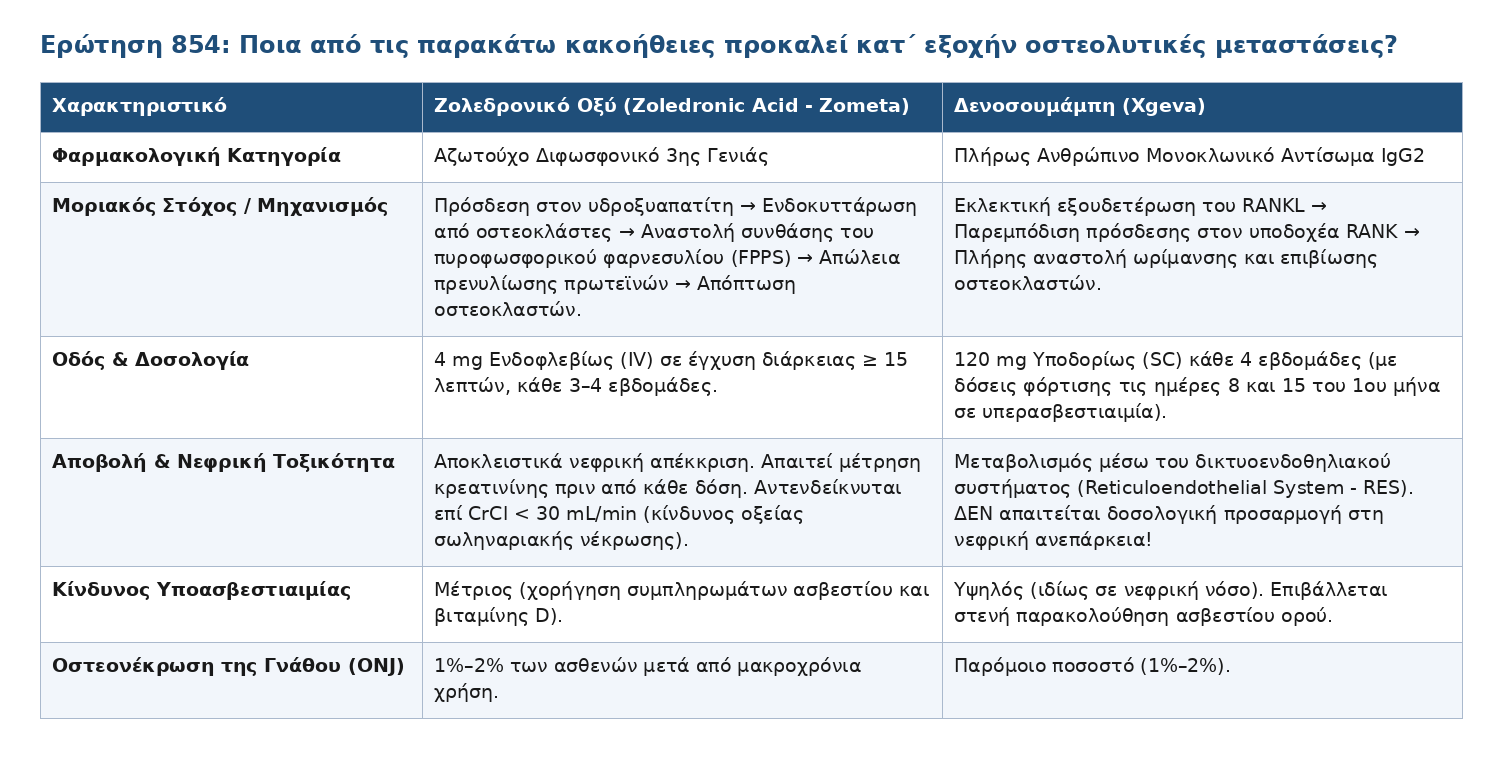 Ερώτηση 854: Ποια από τις παρακάτω κακοήθειες προκαλεί κατ΄ εξοχήν οστεολυτικές μεταστάσεις?
Χαρακτηριστικό
Ζολεδρονικό Οξύ (Zoledronic Acid - Zometa)
Δενοσουμάμπη (Xgeva)
Φαρμακολογική Κατηγορία
Αζωτούχο Διφωσφονικό 3ης Γενιάς
Πλήρως Ανθρώπινο Μονοκλωνικό Αντίσωμα IgG2
Μοριακός Στόχος / Μηχανισμός
Πρόσδεση στον υδροξυαπατίτη → Ενδοκυττάρωση
από οστεοκλάστες → Αναστολή συνθάσης του
πυροφωσφορικού φαρνεσυλίου (FPPS) → Απώλεια
πρενυλίωσης πρωτεϊνών → Απόπτωση
οστεοκλαστών.
Εκλεκτική εξουδετέρωση του RANKL →
Παρεμπόδιση πρόσδεσης στον υποδοχέα RANK →
Πλήρης αναστολή ωρίμανσης και επιβίωσης
οστεοκλαστών.
Οδός & Δοσολογία
4 mg Ενδοφλεβίως (IV) σε έγχυση διάρκειας ≥ 15
λεπτών, κάθε 3–4 εβδομάδες.
120 mg Υποδορίως (SC) κάθε 4 εβδομάδες (με
δόσεις φόρτισης τις ημέρες 8 και 15 του 1ου μήνα
σε υπερασβεστιαιμία).
Αποβολή & Νεφρική Τοξικότητα
Αποκλειστικά νεφρική απέκκριση. Απαιτεί μέτρηση
κρεατινίνης πριν από κάθε δόση. Αντενδείκνυται
επί CrCl < 30 mL/min (κίνδυνος οξείας
σωληναριακής νέκρωσης).
Μεταβολισμός μέσω του δικτυοενδοθηλιακού
συστήματος (Reticuloendothelial System - RES).
ΔΕΝ απαιτείται δοσολογική προσαρμογή στη
νεφρική ανεπάρκεια!
Κίνδυνος Υποασβεστιαιμίας
Μέτριος (χορήγηση συμπληρωμάτων ασβεστίου και
βιταμίνης D).
Υψηλός (ιδίως σε νεφρική νόσο). Επιβάλλεται
στενή παρακολούθηση ασβεστίου ορού.
Οστεονέκρωση της Γνάθου (ONJ)
1%–2% των ασθενών μετά από μακροχρόνια
χρήση.
Παρόμοιο ποσοστό (1%–2%).